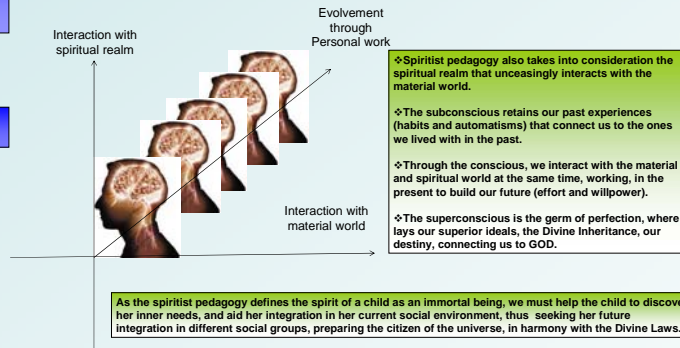 Evolvement
through
Personal work
Interaction with
spiritual realm
❖Spiritist pedagogy also takes into consideration the
spiritual realm that unceasingly interacts with the
material world.
❖The subconscious retains our past experiences
(habits and automatisms) that connect us to the ones
we lived with in the past.
❖Through the conscious, we interact with the material
and spiritual world at the same time, working, in the
present to build our future (effort and willpower).
❖The superconscious is the germ of perfection, where
lays our superior ideals, the Divine Inheritance, our
destiny, connecting us to GOD.
Interaction with
material world
As the spiritist pedagogy defines the spirit of a child as an immortal being, we must help the child to discove
her inner needs, and aid her integration in her current social environment, thus seeking her future
integration in different social groups, preparing the citizen of the universe, in harmony with the Divine Laws.